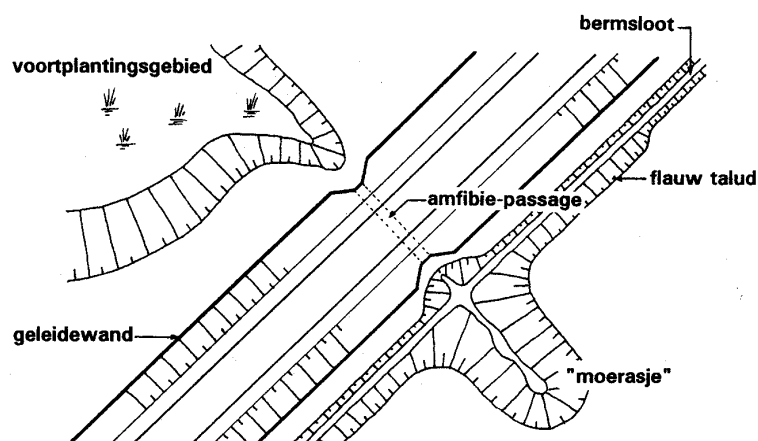 bermsloot
voortplantingsgebied
flauw talud
amfibie-passage
geleidewand
"moerasje"